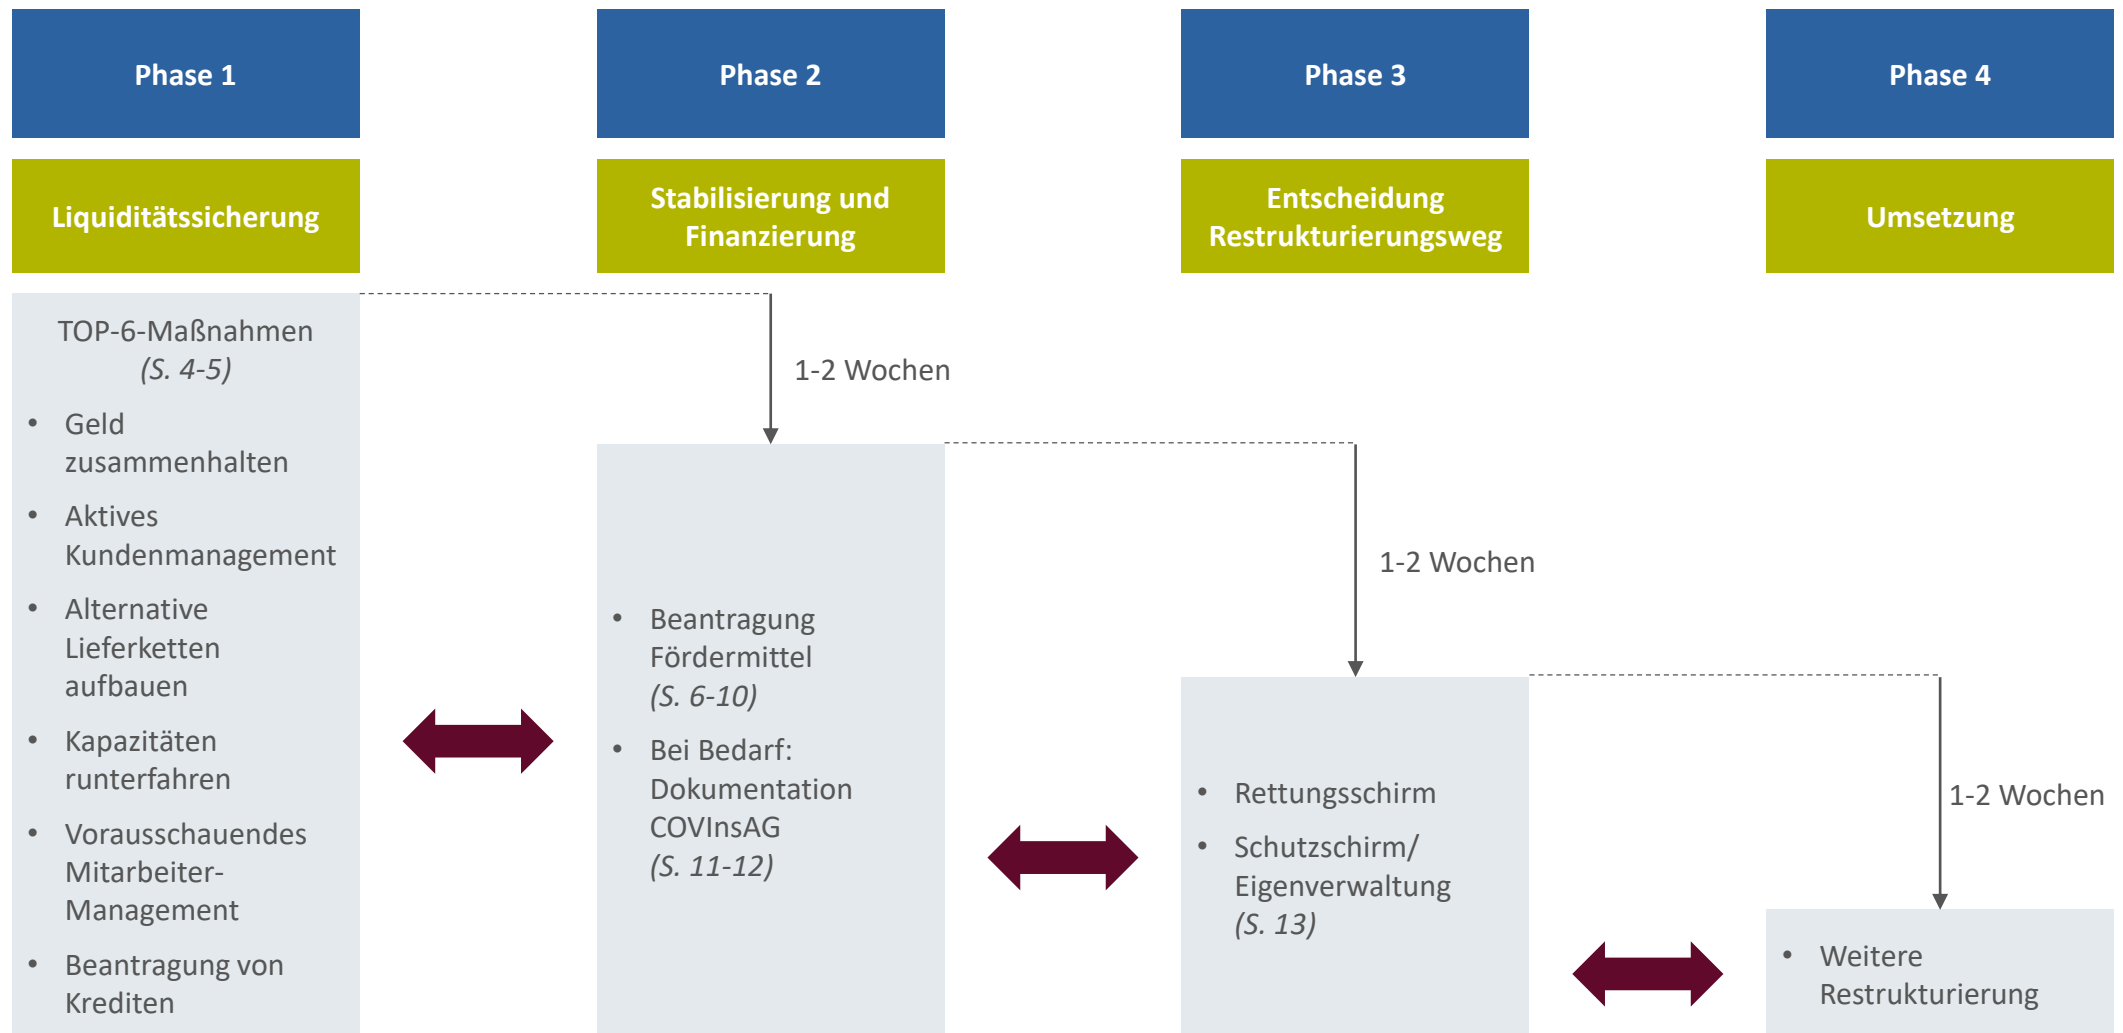 Phase 1
Phase 2
Phase 3
Phase 4
Liquiditätssicherung
Stabilisierung und
Finanzierung
Entscheidung
Restrukturierungsweg
Umsetzung
TOP-6-Maßnahmen
(S. 4-5)
• Geld
zusammenhalten
• Aktives
Kundenmanagement
• Alternative
Lieferketten
aufbauen
• Kapazitäten
runterfahren
• Vorausschauendes
Mitarbeiter-
Management
• Beantragung von
Krediten
1-2 Wochen
• Beantragung
Fördermittel
(S. 6-10)
• Bei Bedarf:
Dokumentation
COVInsAG
(S. 11-12)
1-2 Wochen
• Rettungsschirm
• Schutzschirm/
Eigenverwaltung
(S. 13)
1-2 Wochen
• Weitere
Restrukturierung